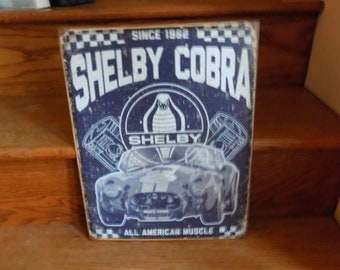 SINCE 1962
SHELBY COBRA
SHELBY
ALL AMERICAN MUSCLE